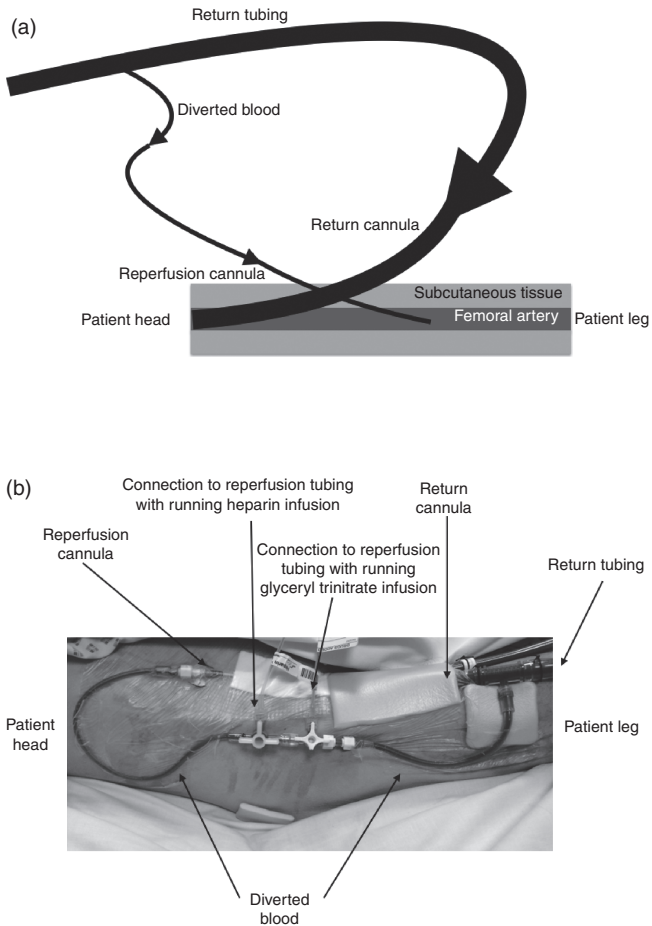 (a)
Return tubing
Diverted blood
Return cannula
Reperfusion cannula
Subcutaneous tissue
Patient head
Femoral artery
Patient leg
(b)
Connection to reperfusion tubing
with running heparin infusion
Return
cannula
Reperfusion
cannula
Connection to reperfusion
tubing with running
glyceryl trinitrate infusion
Return tubing
Patient
head
Patient leg
Diverted
blood